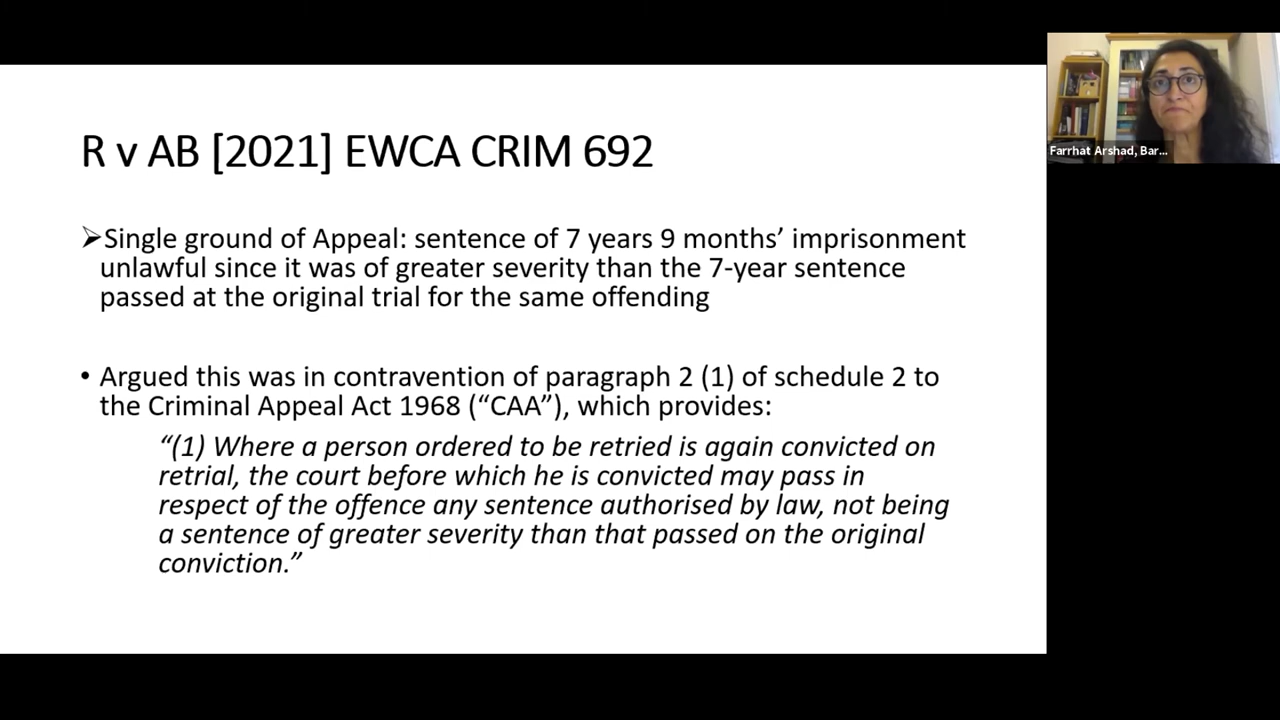 R v AB [2021] EWCA CRIM 692
➢Single ground of Appeal: sentence of 7 years 9 months’ imprisonment
unlawful since it was of greater severity than the 7-year sentence
passed at the original trial for the same offending
• Argued this was in contravention of paragraph 2 (1) of schedule 2 to
the Criminal Appeal Act 1968 (“CAA”), which provides:
“(1) Where a person ordered to be retried is again convicted on
retrial, the court before which he is convicted may pass in
respect of the offence any sentence authorised by law, not being
a sentence of greater severity than that passed on the original
conviction.”
Farrhat Arshad, Bar...